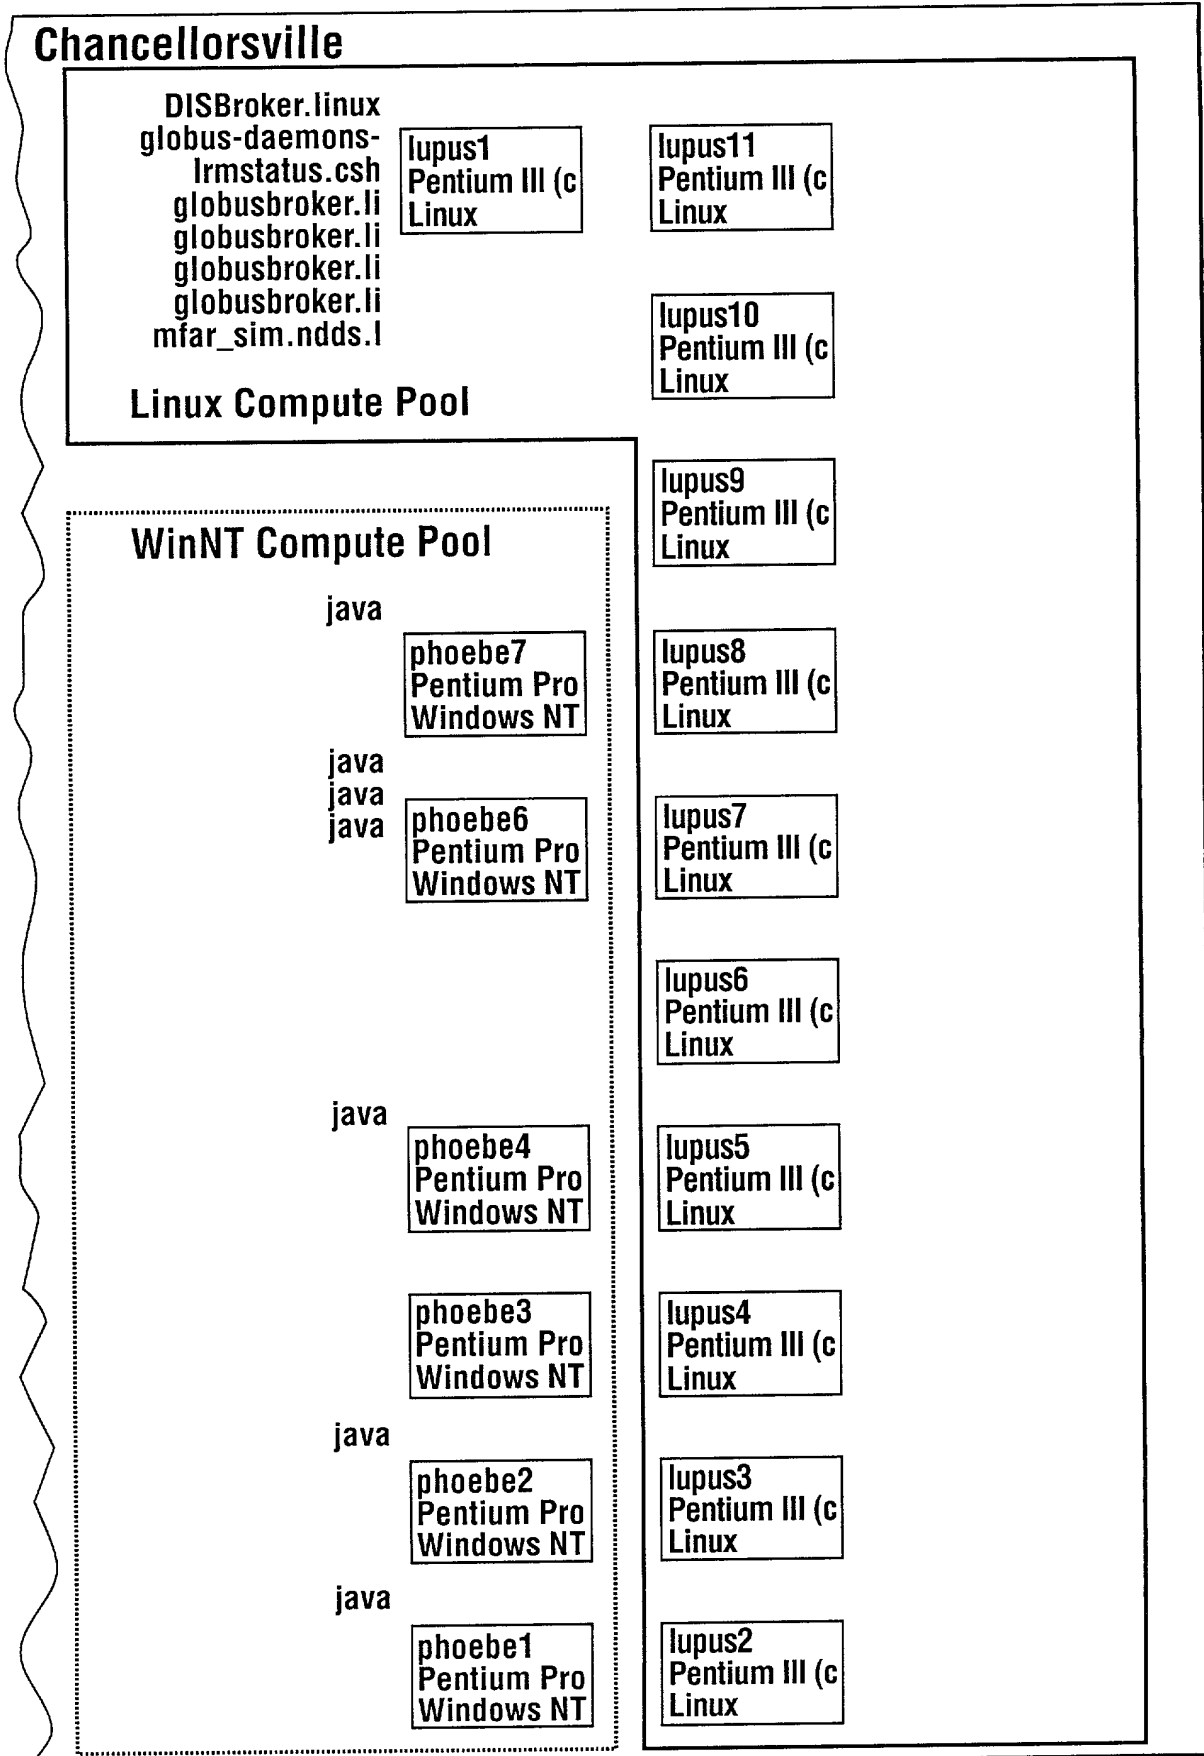 Chancellorsville
DISBroker.linux
globus-daemons-
lrmstatus.csh
globusbroker.li
globusbroker.li
globusbroker.li
globusbroker.li
mfar_sim.ndds.l
lupus1
Pentium III (c
Linux
Linux Compute Pool
lupus11
Pentium III (c
Linux
lupus10
Pentium III (c
Linux
lupus9
Pentium III (c
Linux
lupus8
Pentium III (c
Linux
lupus7
Pentium III (c
Linux
lupus6
Pentium III (c
Linux
lupus5
Pentium III (c
Linux
lupus4
Pentium III (c
Linux
lupus3
Pentium III (c
Linux
lupus2
Pentium III (c
Linux
WinNT Compute Pool
java
phoebe7
Pentium Pro
Windows NT
java
java
java
phoebe6
Pentium Pro
Windows NT
java
phoebe4
Pentium Pro
Windows NT
phoebe3
Pentium Pro
Windows NT
java
phoebe2
Pentium Pro
Windows NT
java
phoebe1
Pentium Pro
Windows NT